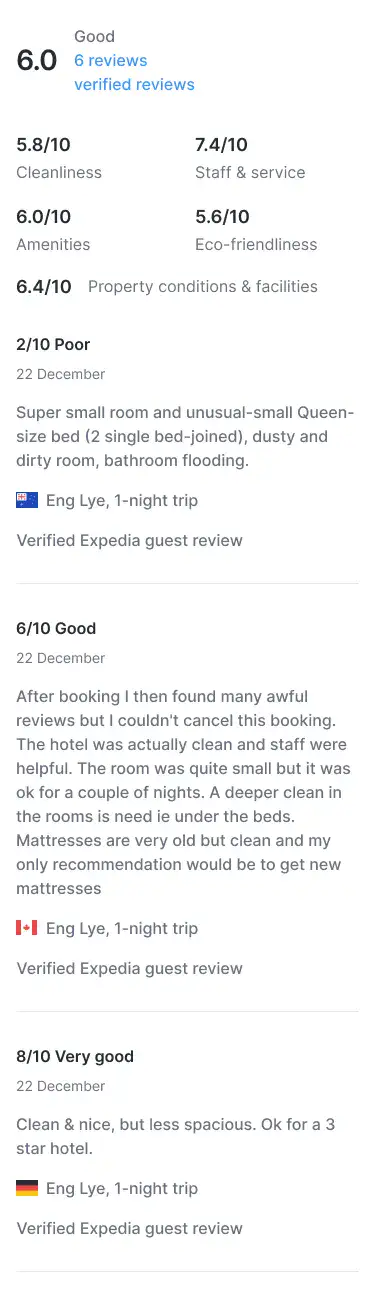 6.0
Good
6 reviews
verified reviews
5.8/10
Cleanliness
7.4/10
Staff & service
6.0/10
Amenities
5.6/10
Eco-friendliness
6.4/10 Property conditions & facilities
2/10 Poor
22 December
Super small room and unusual-small Queen-
size bed (2 single bed-joined), dusty and
dirty room, bathroom flooding.
Eng Lye, 1-night trip
Verified Expedia guest review
6/10 Good
22 December
After booking I then found many awful
reviews but I couldn't cancel this booking.
The hotel was actually clean and staff were
helpful. The room was quite small but it was
ok for a couple of nights. A deeper clean in
the rooms is need ie under the beds.
Mattresses are very old but clean and my
only recommendation would be to get new
mattresses
Eng Lye, 1-night trip
Verified Expedia guest review
8/10 Very good
22 December
Clean & nice, but less spacious. Ok for a 3
star hotel.
Eng Lye, 1-night trip
Verified Expedia guest review